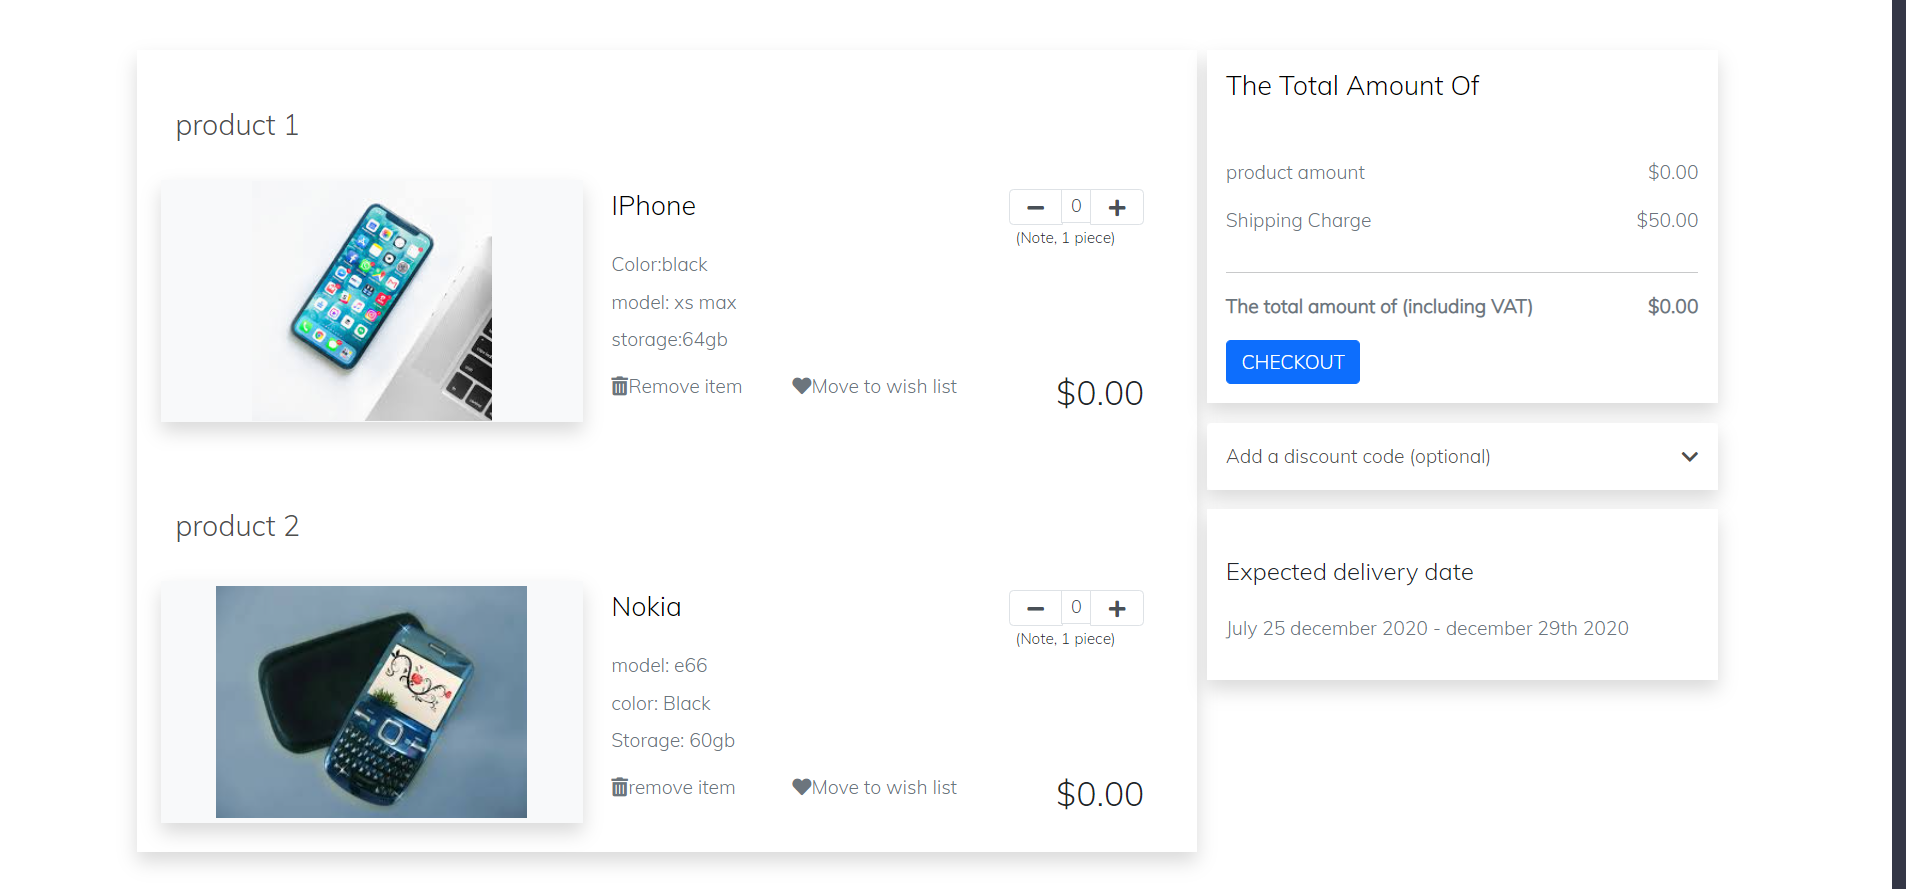 product 1
IPhone
0
(Note, 1 piece)
Color:black
model: xs max
storage:64gb
Remove item
Move to wish list
$0.00
product 2
Nokia
0
(Note, 1 piece)
model: e66
color: Black
Storage: 60gb
remove item
Move to wish list
$0.00
The Total Amount Of
product amount $0.00
Shipping Charge $50.00
The total amount of (including VAT) $0.00
CHECKOUT
Add a discount code (optional)
Expected delivery date
July 25 december 2020 - december 29th 2020